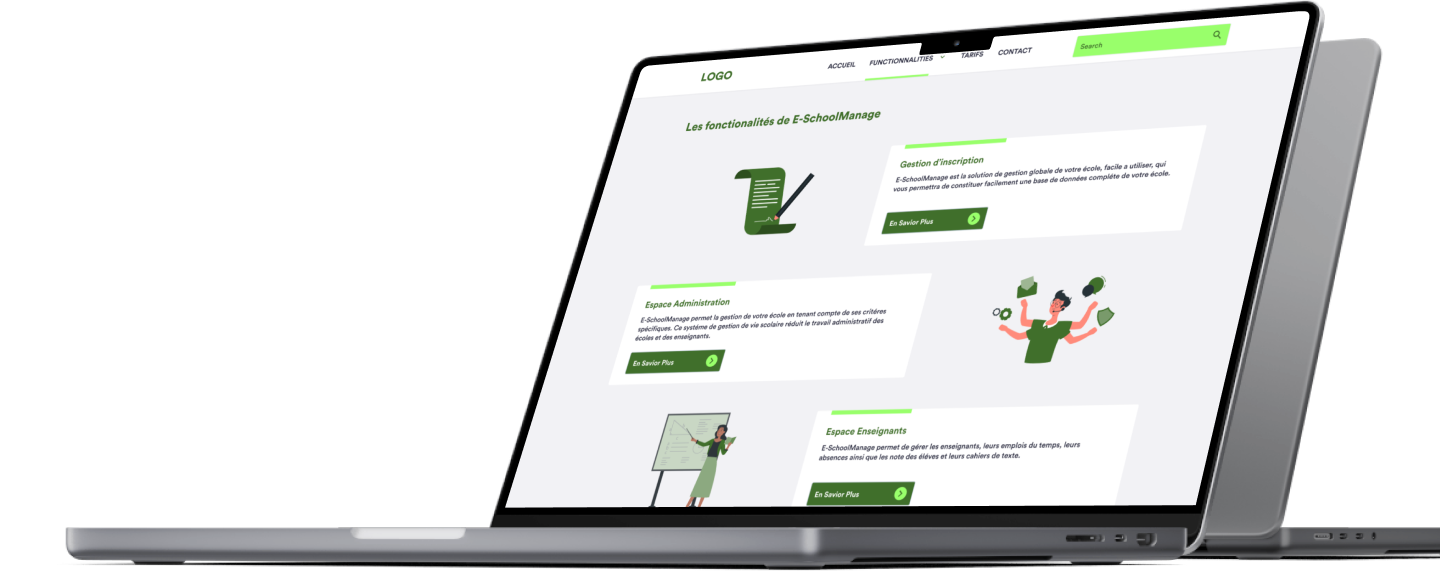 LOGO
ACCUEIL
FUNCTIONNALITIES
TARIFS
CONTACT
Search
Les fonctionalités de E-SchoolManage
Gestion d'inscription
E-SchoolManage est la solution de gestion globale de votre école, facile a utiliser, qui
vous permettra de constituer facilement une base de données compléte de votre école.
En Savior Plus
Espace Administration
E-SchoolManage permet la gestion de votre école en tenant compte de ses critéres
spécifiques. Ce systéme de gestion de vie scolaire réduit le travail administratif des
écoles et des enseignants.
En Savior Plus
Espace Enseignants
E-SchoolManage permet de gérer les enseignants, leurs emplois du temps, leurs
absences ainsi que les note des éléves et leurs cahiers de texte.
En Savior Plus